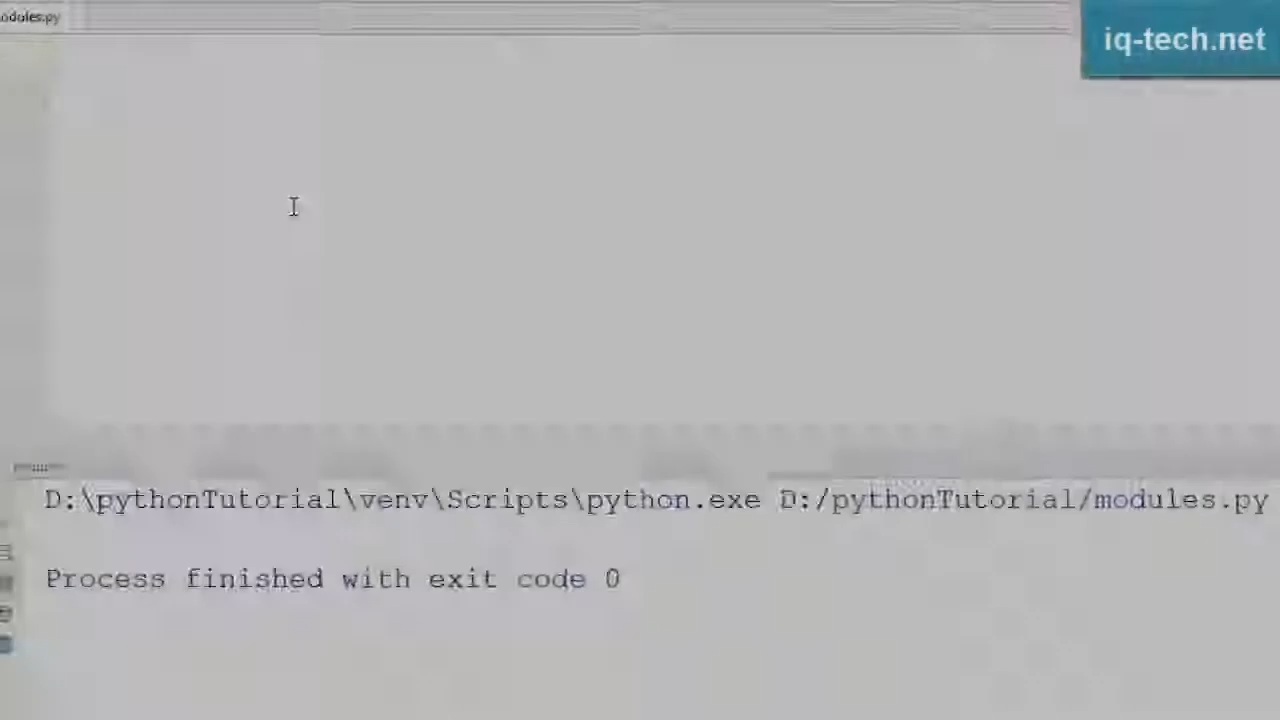 odules.py
iq-tech.net
D:\pythonTutorial\venv\Scripts\python.exe D:/pythonTutorial/modules.py
Process finished with exit code 0